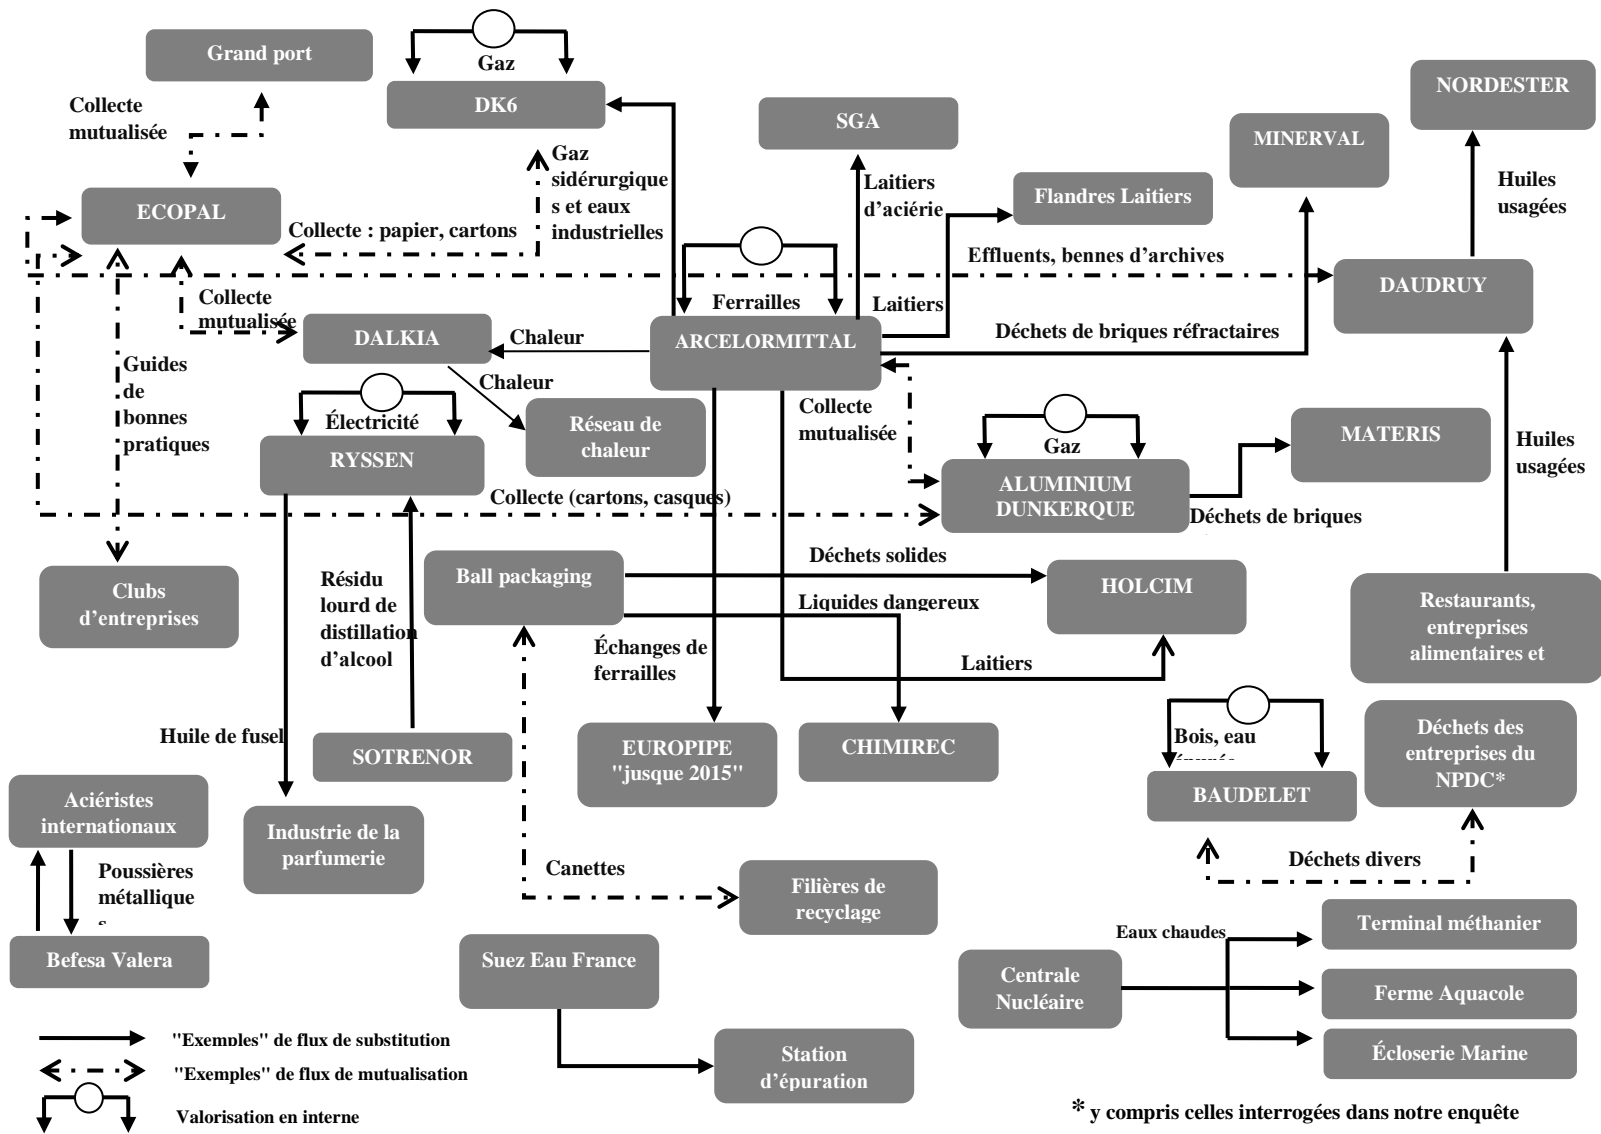 Grand port
Gaz
DK6
Collecte
mutualisée
SGA
NORDESTER
MINERVAL
Gaz
sidérurgique
s et eaux
industrielles
Laitiers
d'aciérie
Flandres Laitiers
Huiles
usagées
ECOPAL
Collecte : papier, cartons
Effluents, bennes d'archives
DAUDRUY
Collecte
mutualisée
Ferrailles
Laitiers
DALKIA
Chaleur
ARCELORMITTAL
Déchets de briques réfractaires
Guides
de
bonnes
pratiques
Chaleur
Électricité
Réseau de
chaleur
Collecte
mutualisée
Gaz
MATERIS
Huiles
usagées
RYSSEN
Collecte (cartons, casques)
ALUMINIUM
DUNKERQUE
Déchets de briques
Clubs
d'entreprises
Résidu
lourd de
distillation
d'alcool
Ball packaging
Déchets solides
HOLCIM
Liquides dangereux
Restaurants,
entreprises
alimentaires et
Échanges de
ferrailles
Laitiers
Huile de fusel
SOTRENOR
EUROPIPE
"jusque 2015"
CHIMIREC
Bois, eau
BAUDELET
Déchets des
entreprises du
NPDC*
Aciéristes
internationaux
Industrie de la
parfumerie
Poussières
métallique
Canettes
Filières de
recyclage
Déchets divers
Befesa Valera
Suez Eau France
Eaux chaudes
Terminal méthanier
Centrale
Nucléaire
Ferme Aquacole
Écloserie Marine
Station
d'épuration
"Exemples" de flux de substitution
"Exemples" de flux de mutualisation
Valorisation en interne
* y compris celles interrogées dans notre enquête